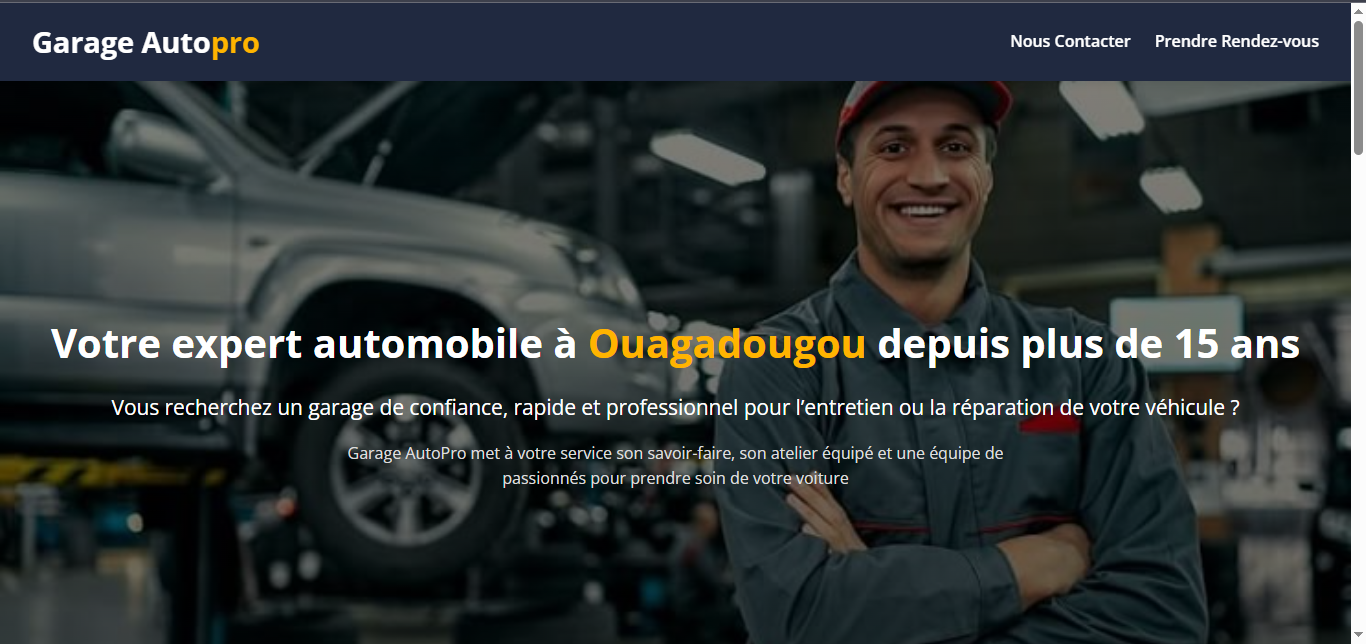 Garage Autopro
Nous Contacter
Prendre Rendez-vous
Votre expert automobile à Ouagadougou depuis plus de 15 ans
Vous recherchez un garage de confiance, rapide et professionnel pour l’entretien ou la réparation de votre véhicule ?
Garage AutoPro met à votre service son savoir-faire, son atelier équipé et une équipe de
passionnés pour prendre soin de votre voiture